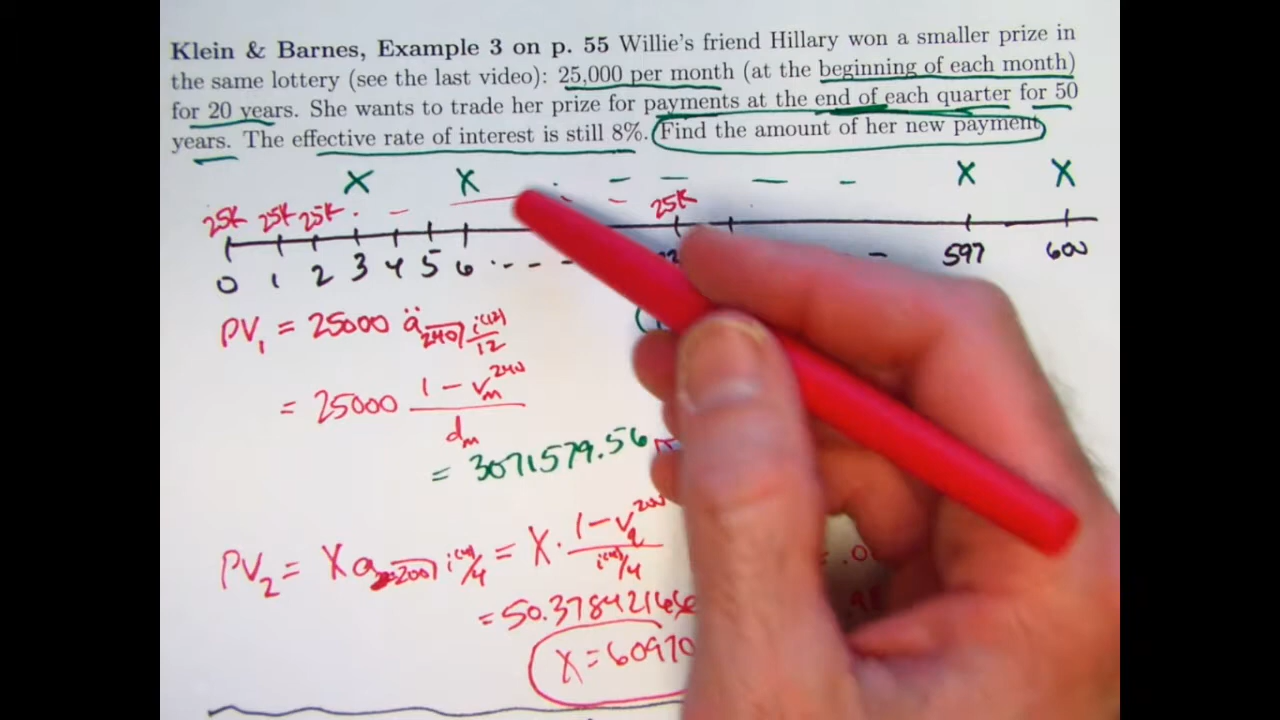 Klein & Barnes, Example 3 on p. 55 Willie's friend Hillary won a smaller prize in
the same lottery (see the last video): 25,000 per month (at the beginning of each month)
for 20 years. She wants to trade her prize for payments at the end of each quarter for 50
years. The effective rate of interest is still 8%. Find the amount of her new payment
X X . – – – – X X
25K 25K 25K . – – 25K
0 1 2 3 4 5 6 ..-- – – 597 600
PV₁ = 25000 ä 240⌉ i⁽¹²⁾/12
= 25000 (1 - vₘ²⁴⁰)/dₘ
= 3071579.56
PV₂ = X a 200⌉ i⁽⁴⁾/4 = X · (1 - v_q²⁰⁰)/(i⁽⁴⁾/4)
= 50.3784216
X = 60970